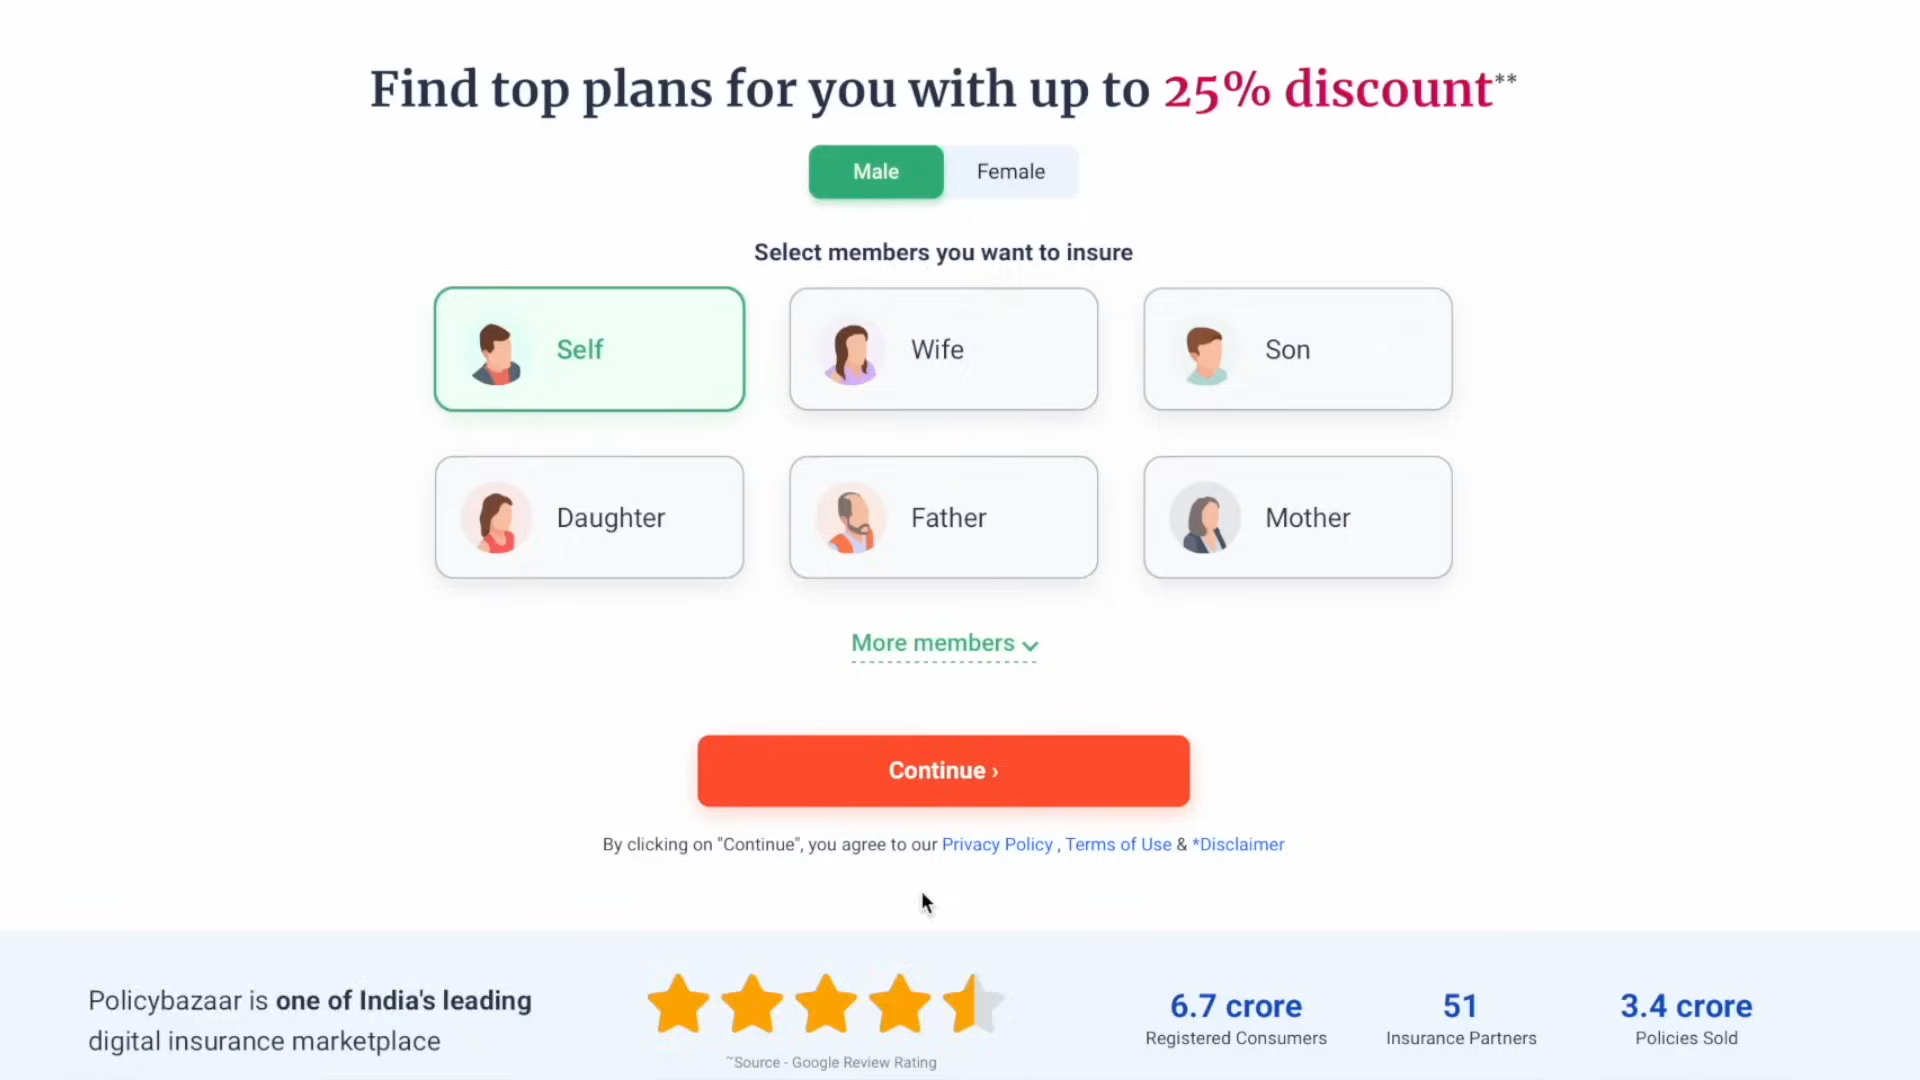 Find top plans for you with up to 25% discount**
Male
Female
Select members you want to insure
Self
Wife
Son
Daughter
Father
Mother
More members
Continue ›
By clicking on "Continue", you agree to our Privacy Policy , Terms of Use & *Disclaimer
Policybazaar is one of India's leading
digital insurance marketplace
~Source - Google Review Rating
6.7 crore
Registered Consumers
51
Insurance Partners
3.4 crore
Policies Sold